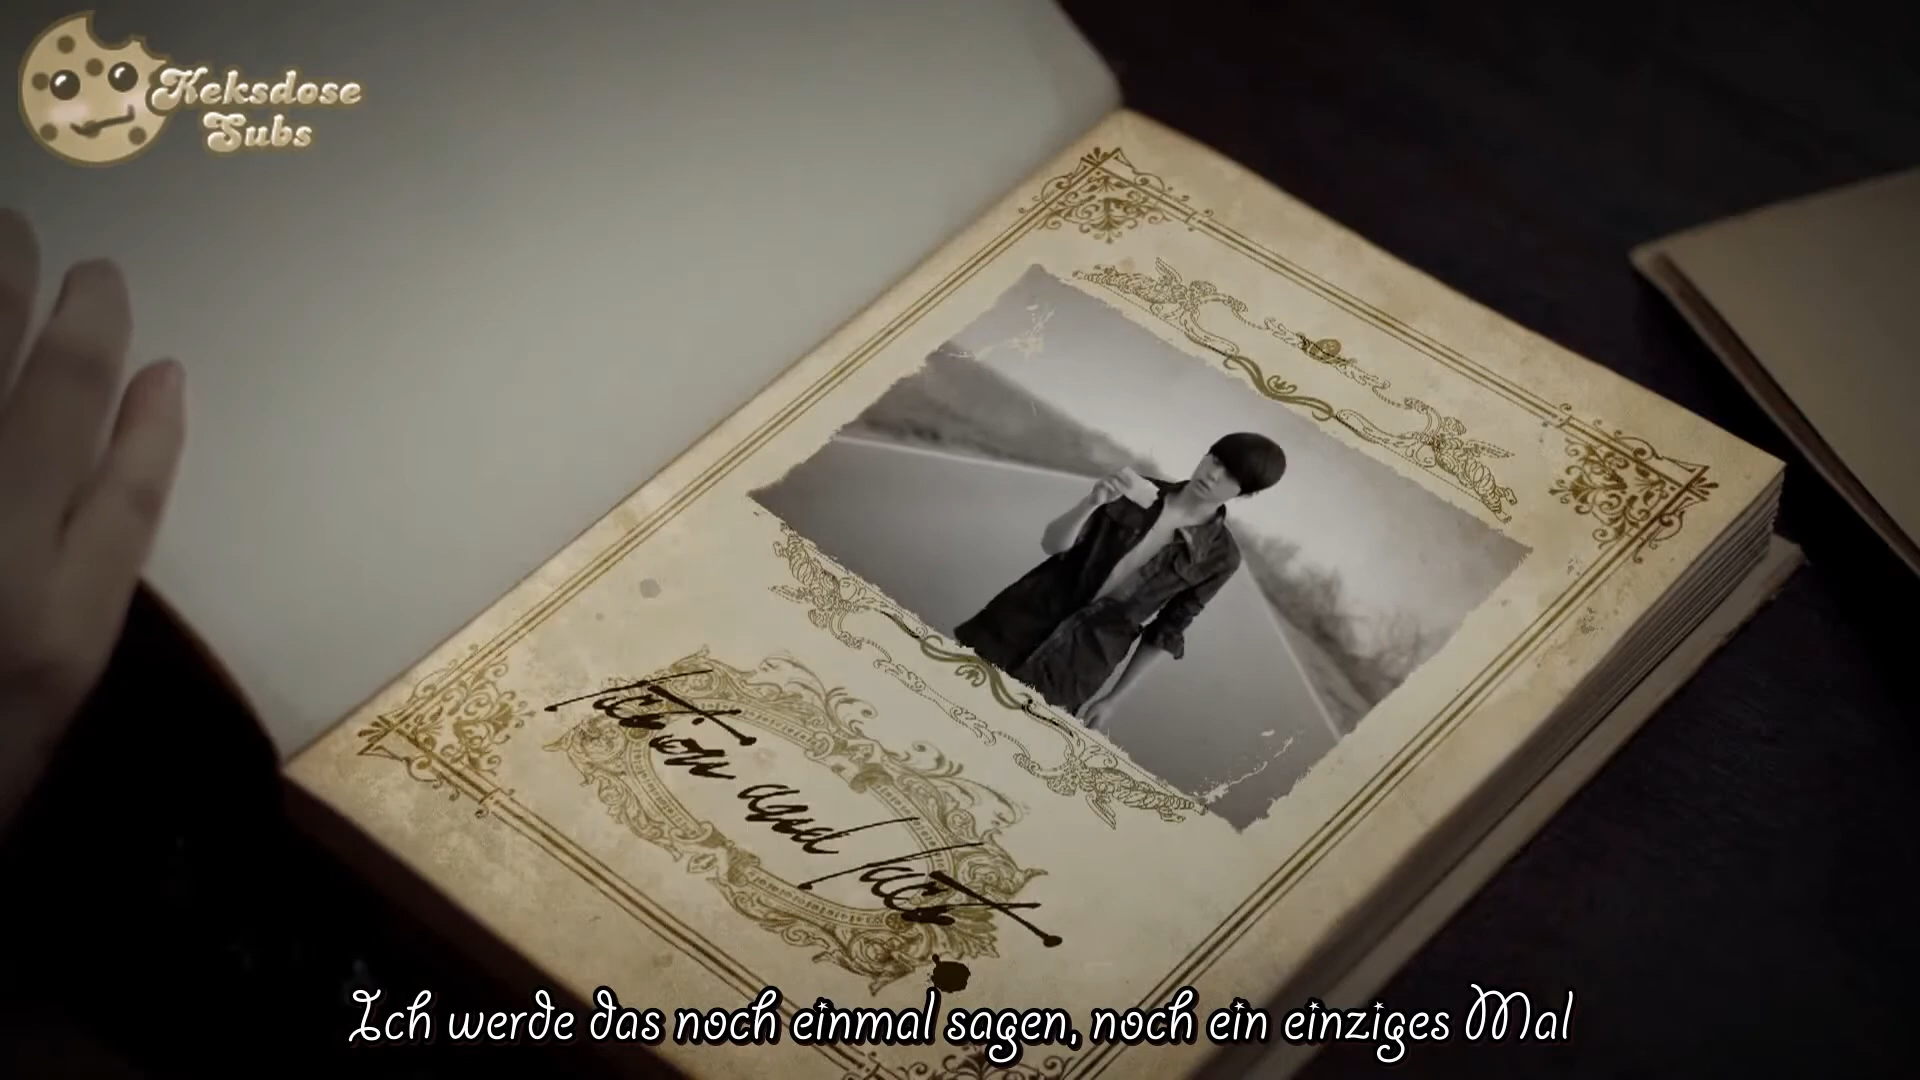 Keksdose
Subs
Fiction and Fact
Ich werde das noch einmal sagen, noch ein einziges Mal